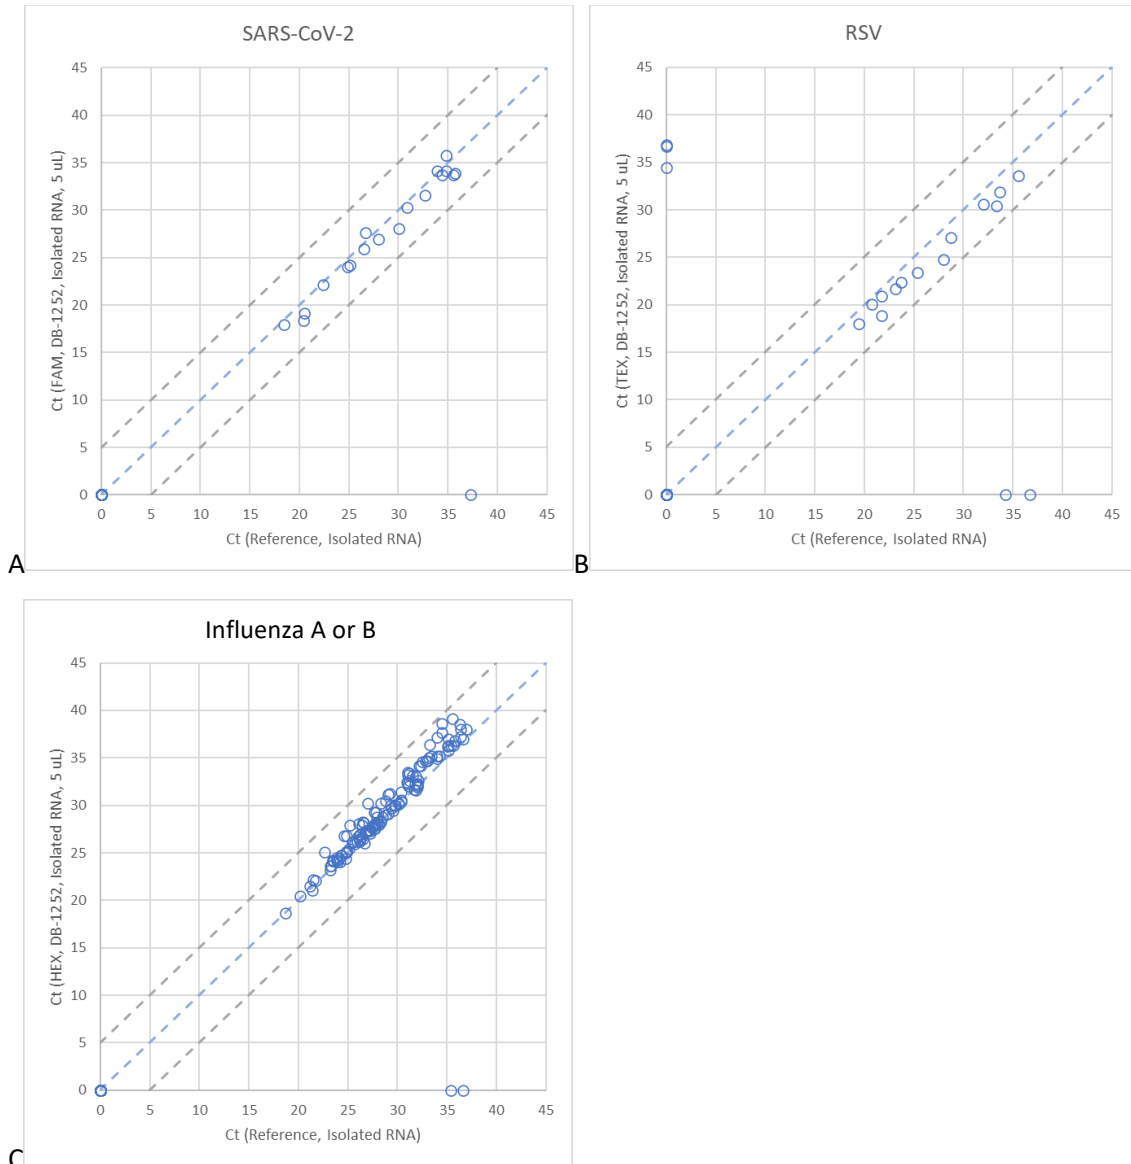 SARS-CoV-2
45
40
35
30
25
20
15
10
5
0
Ct (FAM, DB-1252, Isolated RNA, 5 uL)
0 5 10 15 20 25 30 35 40 45
Ct (Reference, Isolated RNA)
A
RSV
45
40
35
30
25
20
15
10
5
0
Ct (TEX, DB-1252, Isolated RNA, 5 uL)
0 5 10 15 20 25 30 35 40 45
Ct (Reference, Isolated RNA)
B
Influenza A or B
45
40
35
30
25
20
15
10
5
0
Ct (HEX, DB-1252, Isolated RNA, 5 uL)
0 5 10 15 20 25 30 35 40 45
Ct (Reference, Isolated RNA)
C